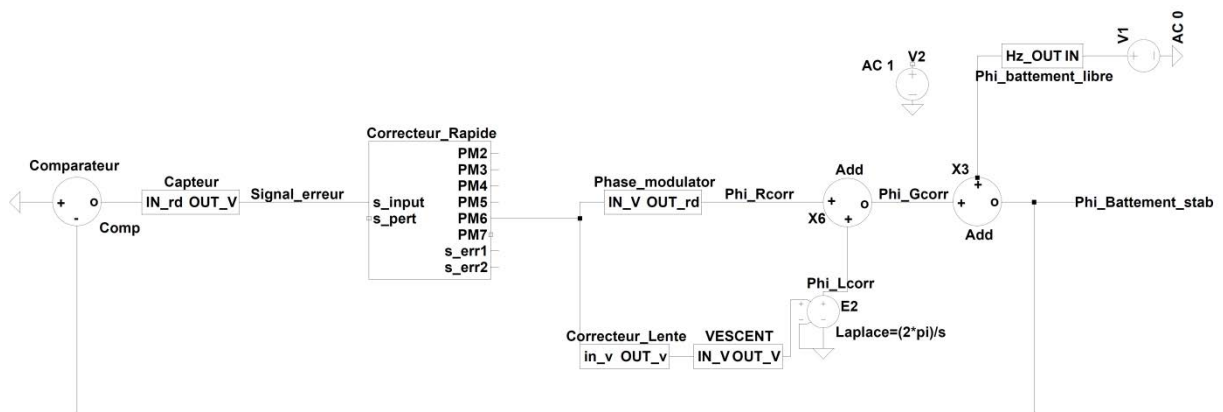 V1
AC 0
AC 1
V2
Hz_OUT IN
Phi_battement_libre
Correcteur_Rapide
PM2
PM3
PM4
PM5
PM6
PM7
s_input
s_pert
s_err1
s_err2
Comparateur
+
o
-
Comp
Capteur
IN_rd OUT_V
Signal_erreur
Phase_modulator
IN_V OUT_rd
Phi_Rcorr
Add
+
o
+
X6
Phi_Gcorr
X3
+
+
o
Add
Phi_Battement_stab
Phi_Lcorr
E2
Laplace=(2*pi)/s
Correcteur_Lente
in_v OUT_v
VESCENT
IN_V OUT_V